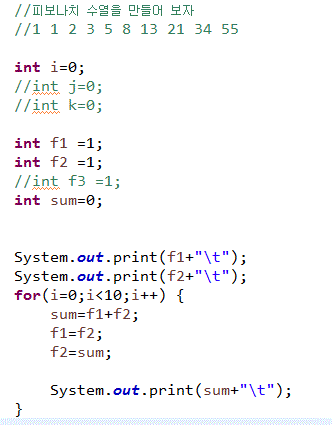 //피보나치 수열을 만들어 보자
//1 1 2 3 5 8 13 21 34 55
int i=0;
//int j=0;
//int k=0;
int f1 =1;
int f2 =1;
//int f3 =1;
int sum=0;
System.out.print(f1+"\t");
System.out.print(f2+"\t");
for(i=0;i<10;i++) {
sum=f1+f2;
f1=f2;
f2=sum;
System.out.print(sum+"\t");
}